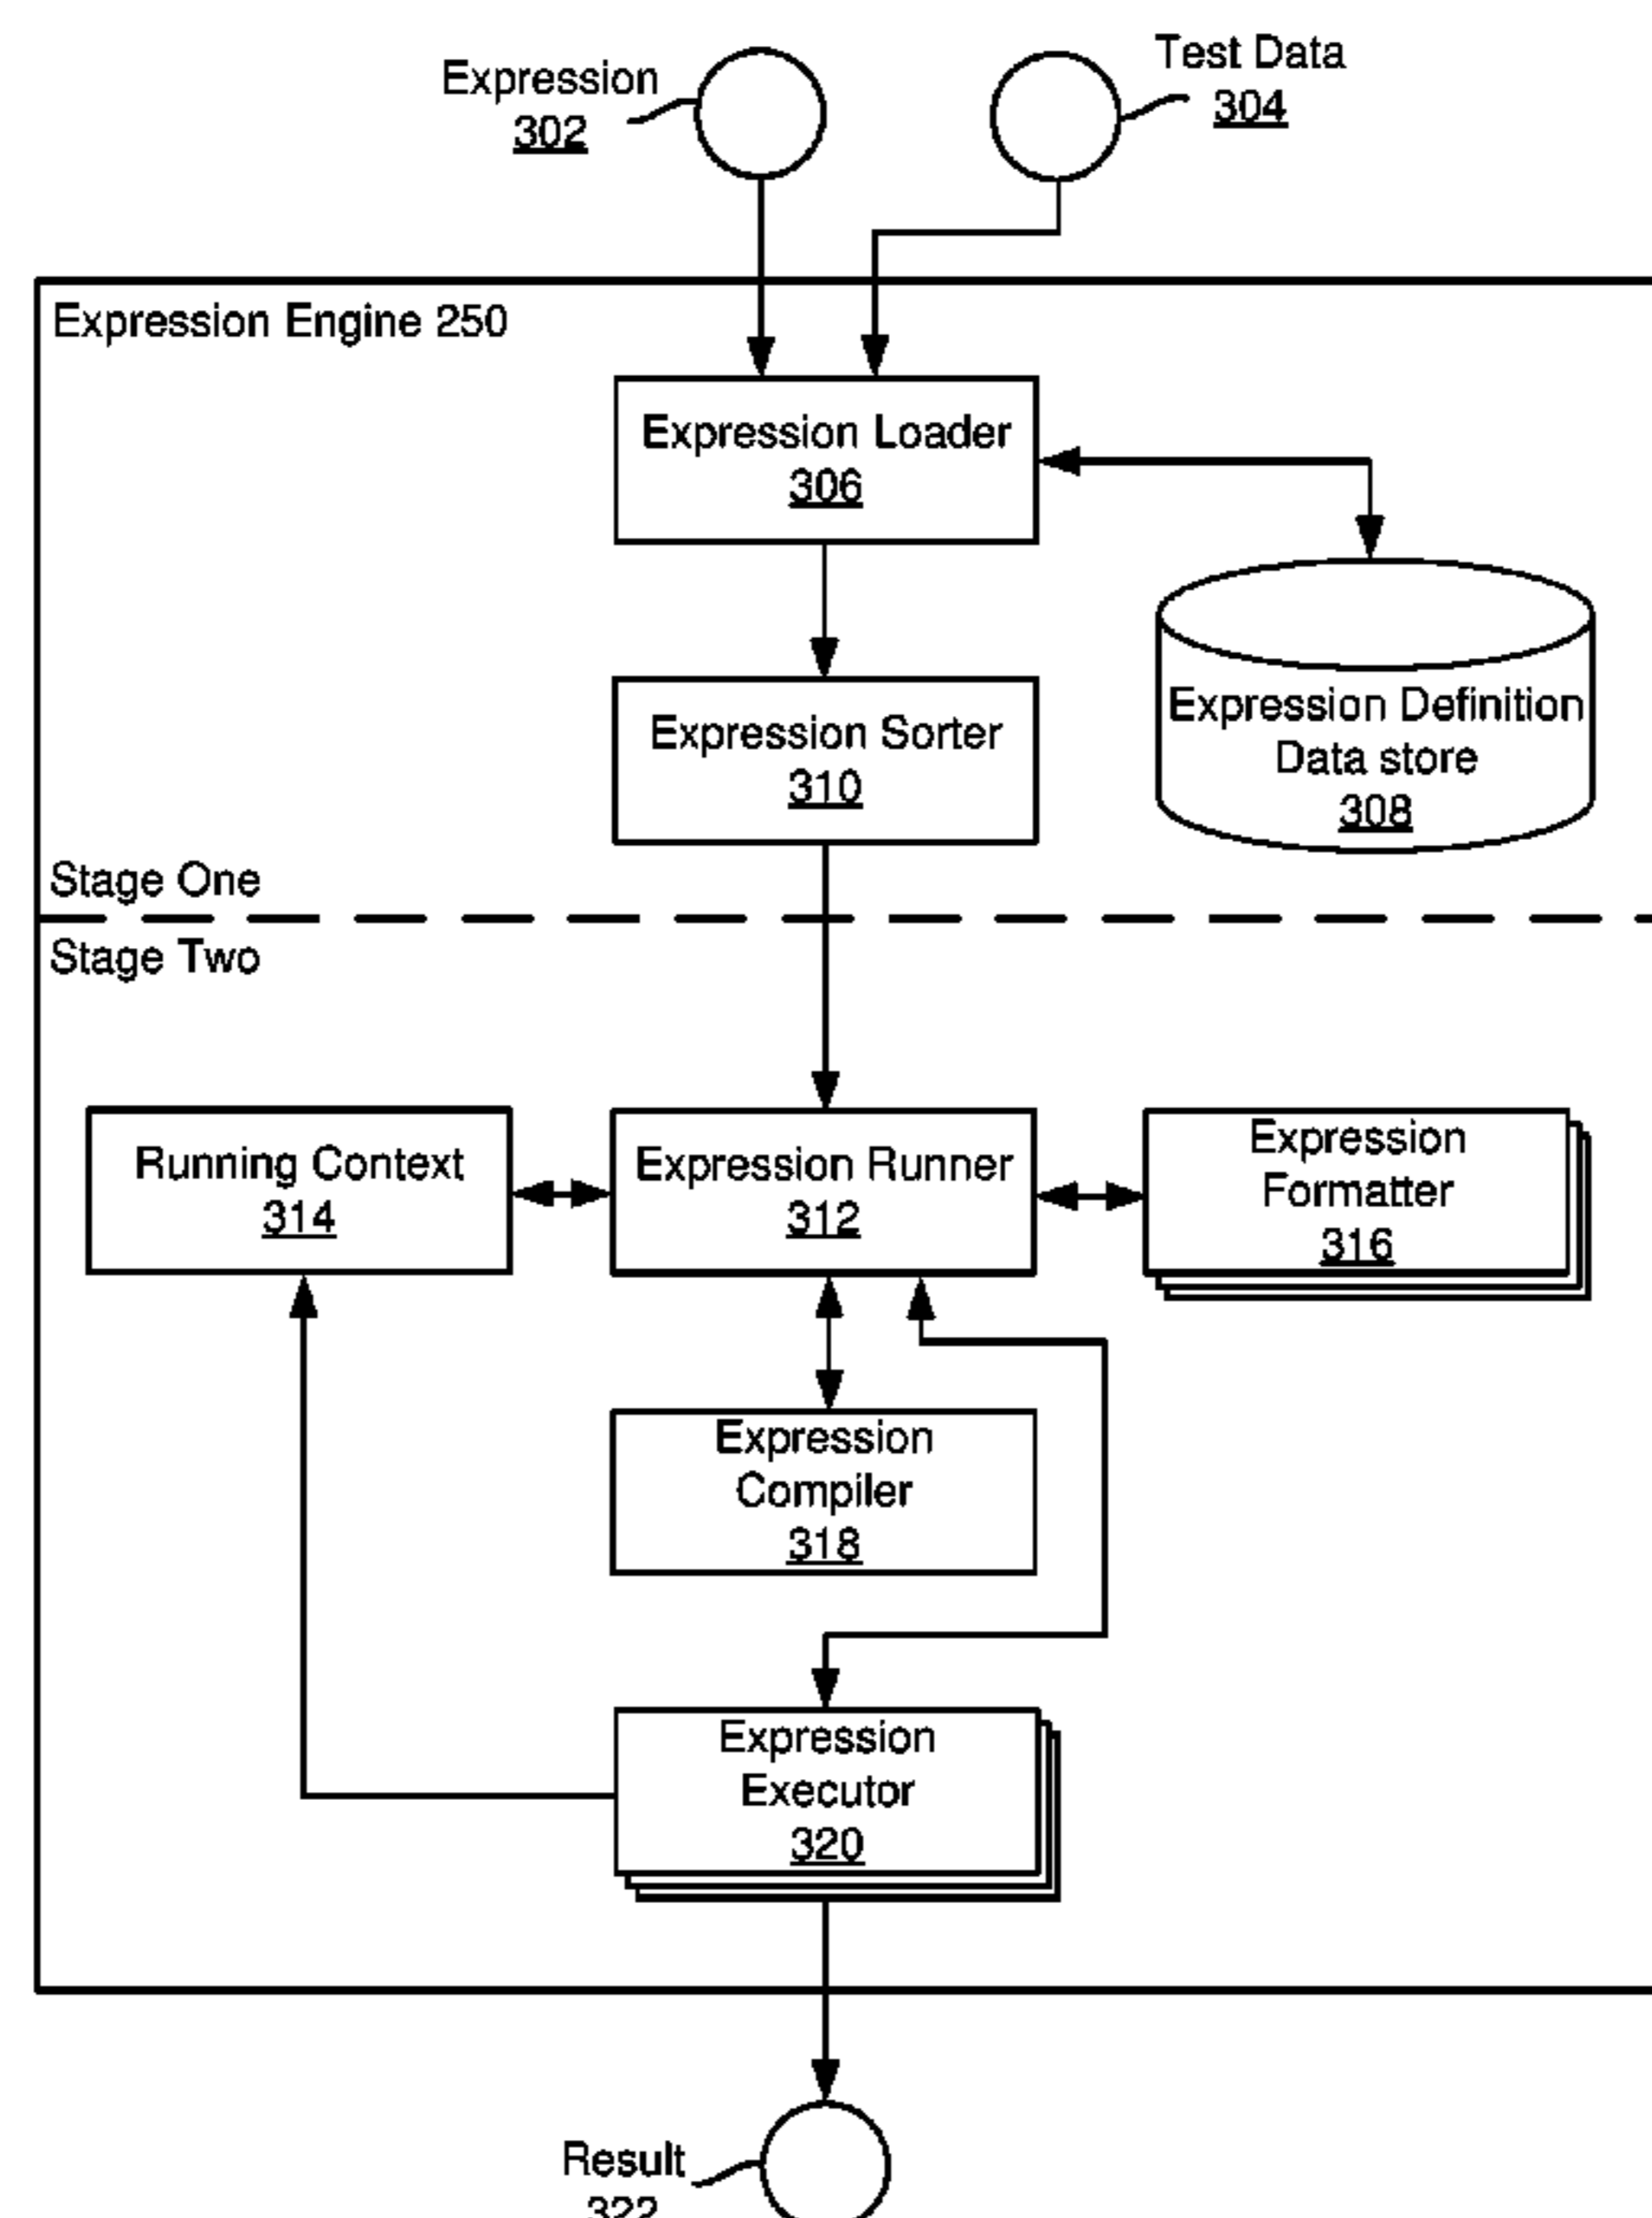 Expression
302
Test Data
304
Expression Engine 250
Expression Loader
306
Expression Sorter
310
Expression Definition
Data store
308
Stage One
Stage Two
Running Context
314
Expression Runner
312
Expression
Formatter
316
Expression
Compiler
318
Expression
Executor
320
Result
322